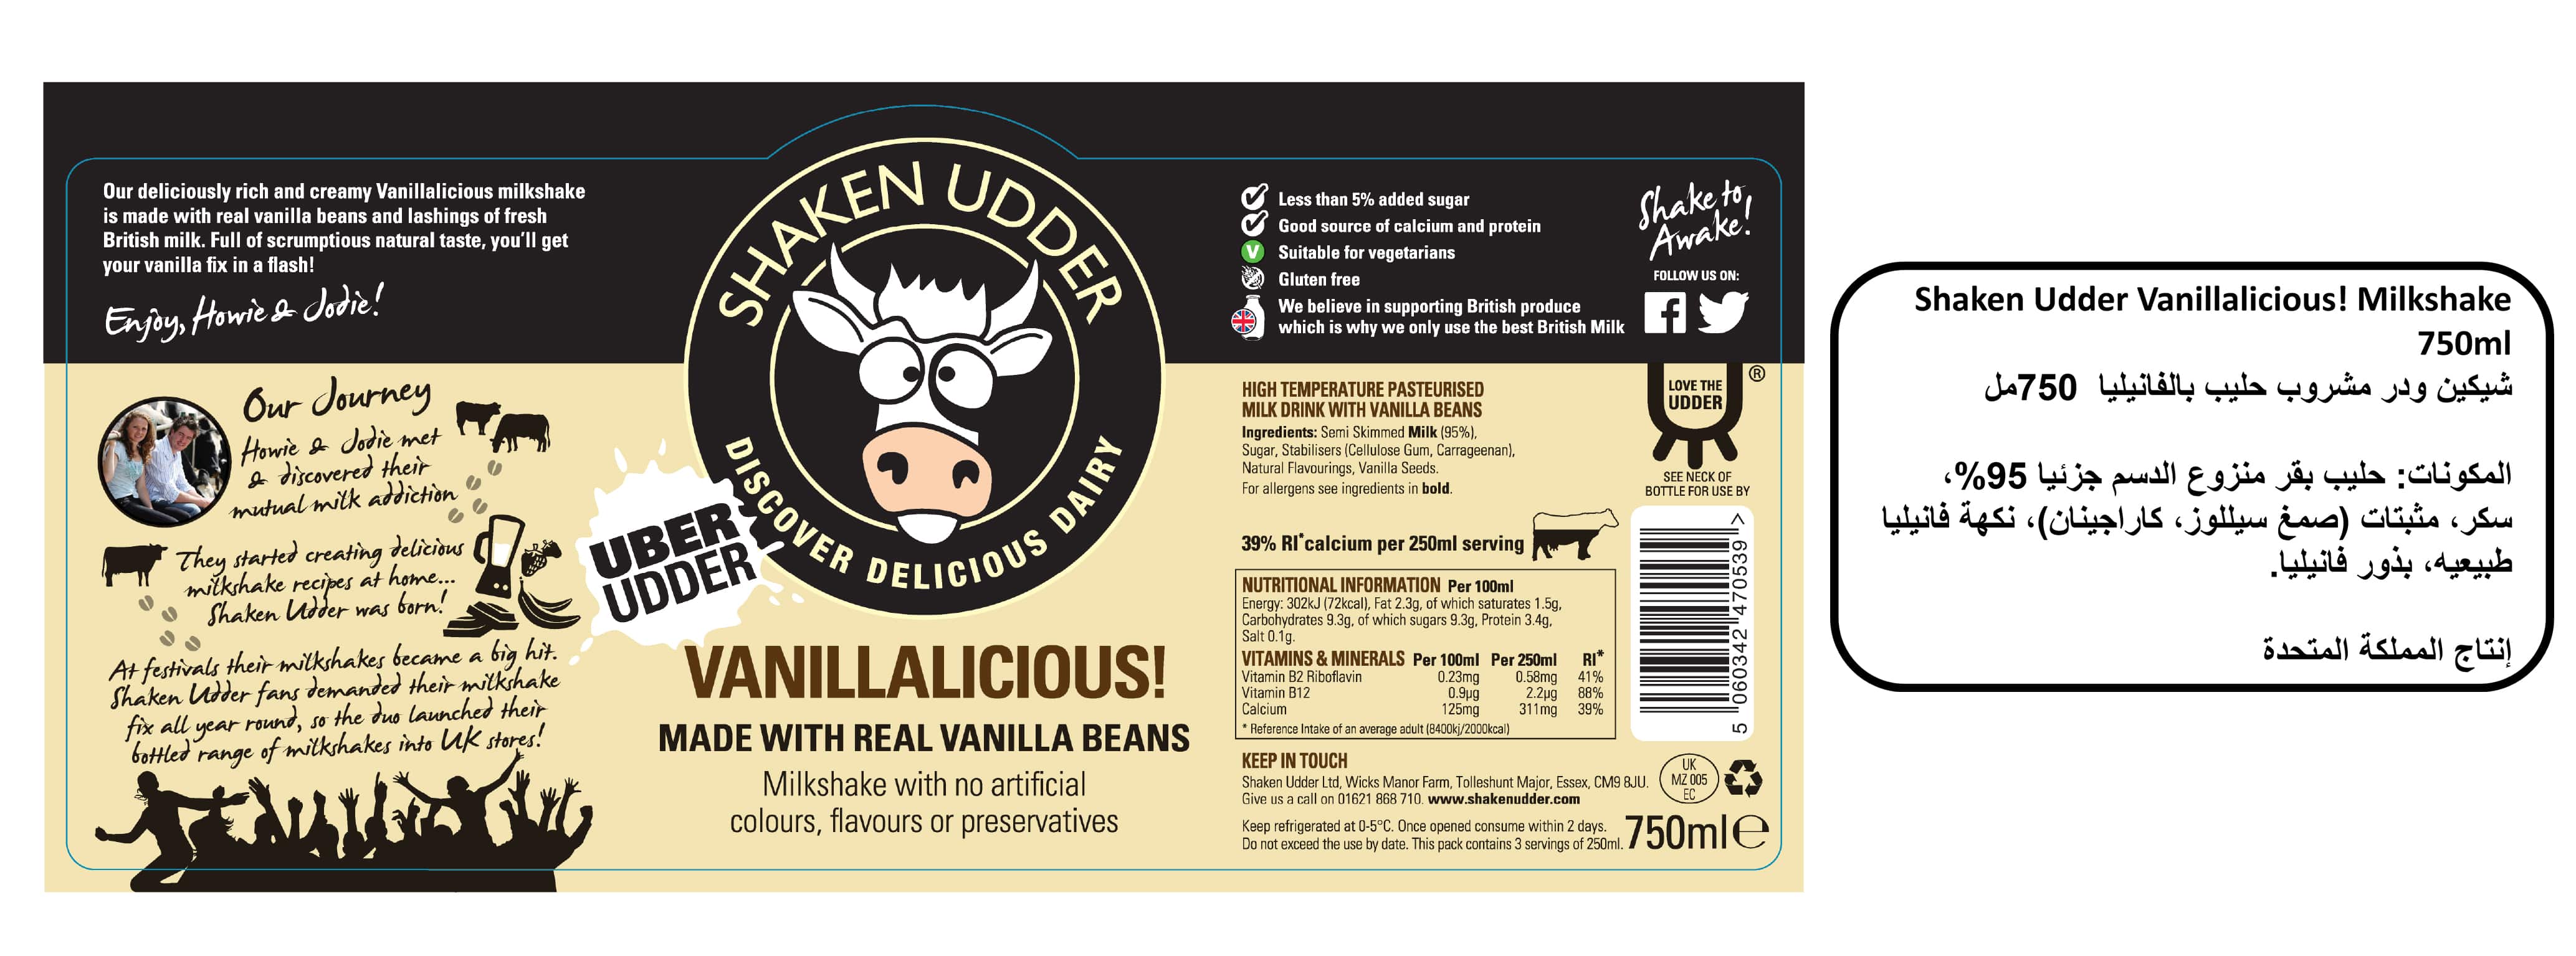 Our deliciously rich and creamy Vanillalicious milkshake
is made with real vanilla beans and lashings of fresh
British milk. Full of scrumptious natural taste, you'll get
your vanilla fix in a flash!
Enjoy, Howie & Jodie!
Our Journey
Howie & Jodie met
& discovered their
mutual milk addiction
They started creating delicious
milkshake recipes at home...
Shaken Udder was born!
At festivals their milkshakes became a big hit.
Shaken Udder fans demanded their milkshake
fix all year round, so the duo launched their
bottled range of milkshakes into UK stores!
SHAKEN UDDER
DISCOVER DELICIOUS DAIRY
UBER
UDDER
VANILLALICIOUS!
MADE WITH REAL VANILLA BEANS
Milkshake with no artificial
colours, flavours or preservatives
Less than 5% added sugar
Good source of calcium and protein
V Suitable for vegetarians
Gluten free
We believe in supporting British produce
which is why we only use the best British Milk
Shake to
Awake!
FOLLOW US ON:
HIGH TEMPERATURE PASTEURISED
MILK DRINK WITH VANILLA BEANS
Ingredients: Semi Skimmed Milk (95%),
Sugar, Stabilisers (Cellulose Gum, Carrageenan),
Natural Flavourings, Vanilla Seeds.
For allergens see ingredients in bold.
39% RI* calcium per 250ml serving
NUTRITIONAL INFORMATION Per 100ml
Energy: 302kJ (72kcal), Fat 2.3g, of which saturates 1.5g,
Carbohydrates 9.3g, of which sugars 9.3g, Protein 3.4g,
Salt 0.1g.
VITAMINS & MINERALS Per 100ml Per 250ml RI*
Vitamin B2 Riboflavin 0.23mg 0.58mg 41%
Vitamin B12 0.9µg 2.2µg 88%
Calcium 125mg 311mg 39%
* Reference Intake of an average adult (8400kj/2000kcal)
KEEP IN TOUCH
Shaken Udder Ltd, Wicks Manor Farm, Tolleshunt Major, Essex, CM9 8JU.
Give us a call on 01621 868 710. www.shakenudder.com
Keep refrigerated at 0-5°C. Once opened consume within 2 days.
Do not exceed the use by date. This pack contains 3 servings of 250ml.
LOVE THE
UDDER
®
SEE NECK OF
BOTTLE FOR USE BY
5 060342 470539 >
UK
MZ 005
EC
750ml e
Shaken Udder Vanillalicious! Milkshake
750ml
شيكين ودر مشروب حليب بالفانيليا 750مل
المكونات: حليب بقر منزوع الدسم جزئيا 95%،
سكر، مثبتات (صمغ سيللوز، كاراجينان)، نكهة فانيليا
طبيعيه، بذور فانيليا.
إنتاج المملكة المتحدة